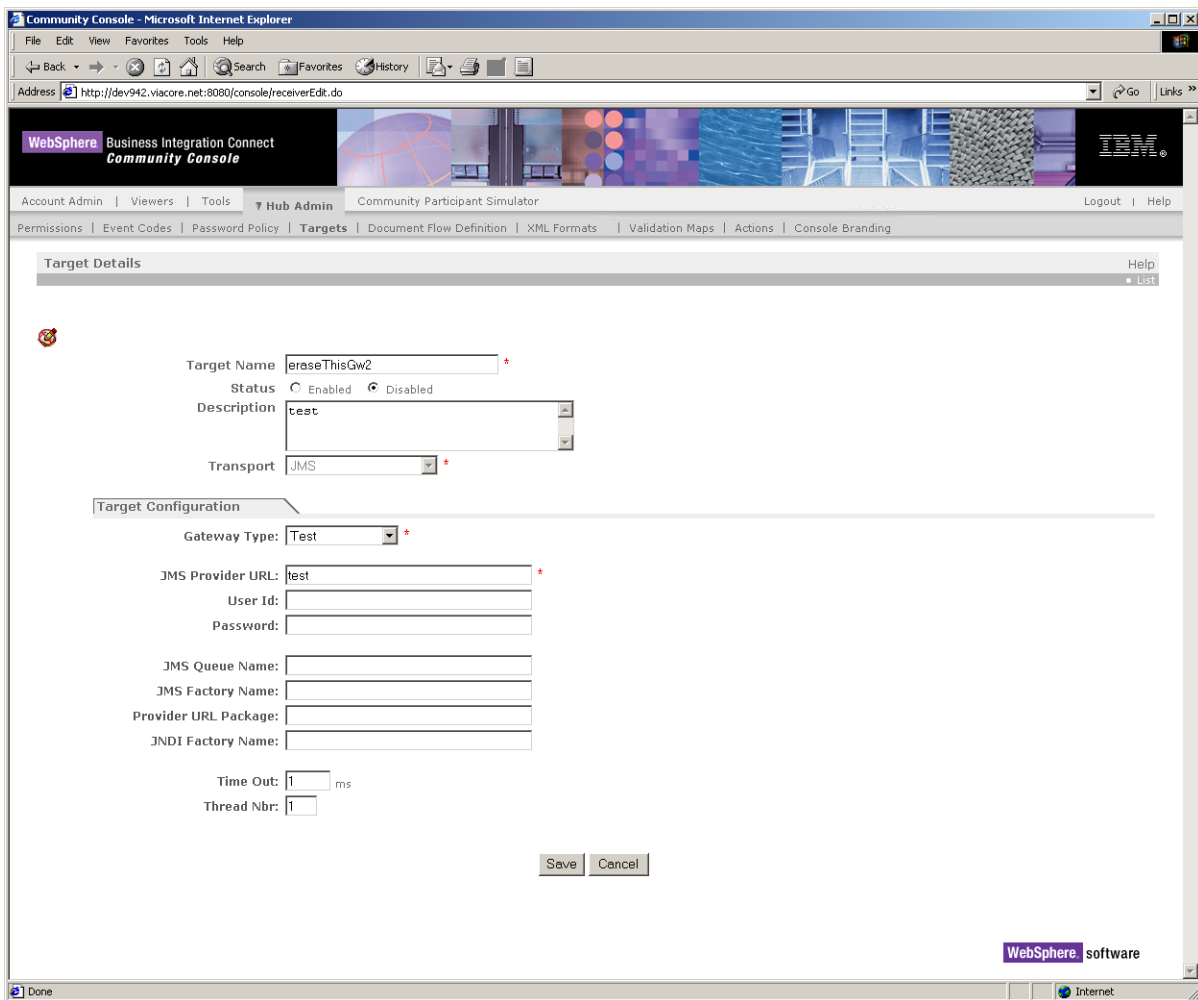 Community Console - Microsoft Internet Explorer
File Edit View Favorites Tools Help
Back Search Favorites History
Address http://dev942.viacore.net:8080/console/receiverEdit.do Go Links »
WebSphere. Business Integration Connect
Community Console
IBM®
Account Admin | Viewers | Tools Hub Admin Community Participant Simulator Logout | Help
Permissions | Event Codes | Password Policy | Targets | Document Flow Definition | XML Formats | Validation Maps | Actions | Console Branding
Target Details Help
• List
Target Name eraseThisGw2 *
Status Enabled Disabled
Description test
Transport JMS *
Target Configuration
Gateway Type: Test *
JMS Provider URL: test *
User Id:
Password:
JMS Queue Name:
JMS Factory Name:
Provider URL Package:
JNDI Factory Name:
Time Out: 1 ms
Thread Nbr: 1
Save Cancel
WebSphere. software
Done Internet